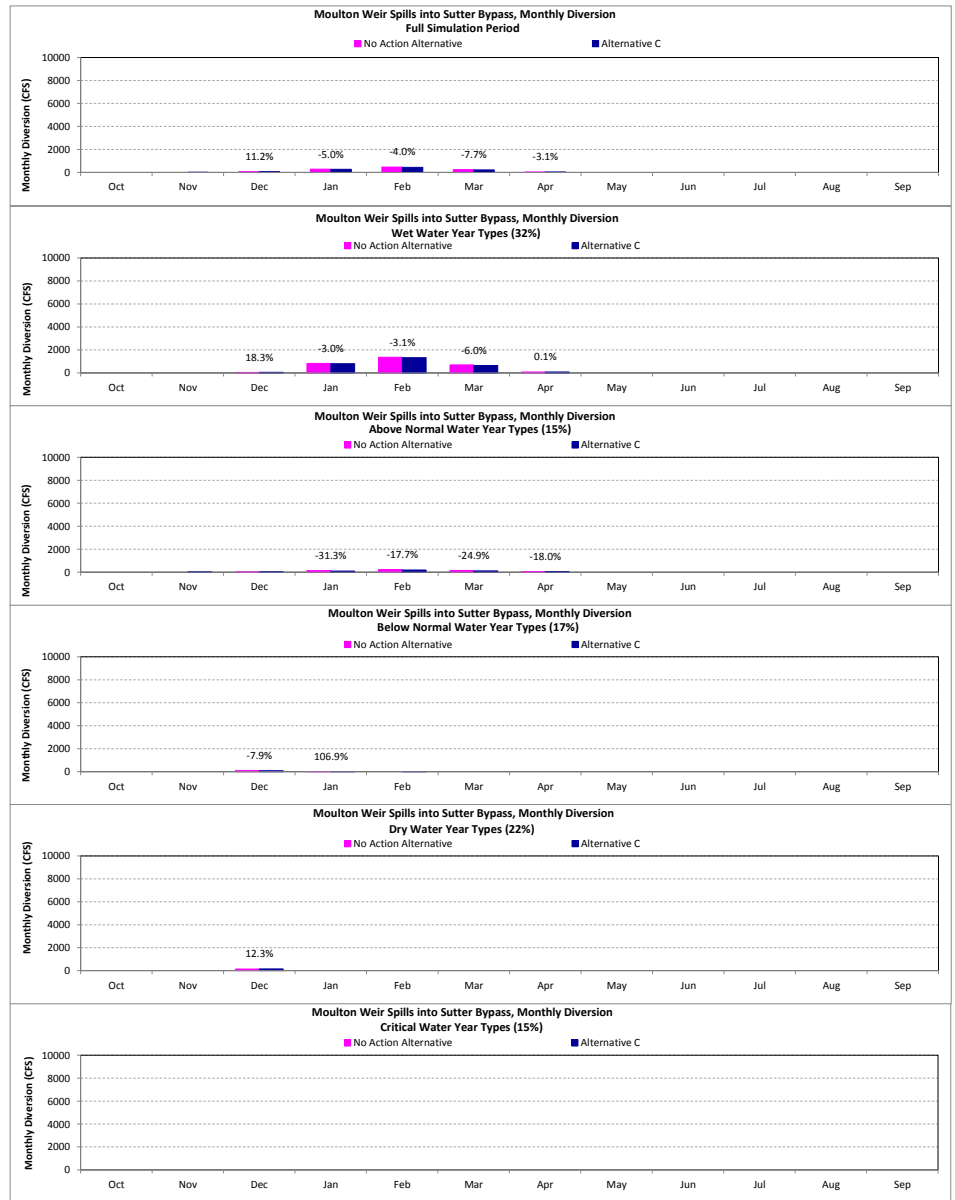 Moulton Weir Spills into Sutter Bypass, Monthly Diversion
Full Simulation Period
No Action Alternative Alternative C
Monthly Diversion (CFS)
10000
8000
6000
4000
2000
0
11.2% -5.0% -4.0% -7.7% -3.1%
Oct Nov Dec Jan Feb Mar Apr May Jun Jul Aug Sep
Moulton Weir Spills into Sutter Bypass, Monthly Diversion
Wet Water Year Types (32%)
No Action Alternative Alternative C
Monthly Diversion (CFS)
10000
8000
6000
4000
2000
0
18.3% -3.0% -3.1% -6.0% 0.1%
Oct Nov Dec Jan Feb Mar Apr May Jun Jul Aug Sep
Moulton Weir Spills into Sutter Bypass, Monthly Diversion
Above Normal Water Year Types (15%)
No Action Alternative Alternative C
Monthly Diversion (CFS)
10000
8000
6000
4000
2000
0
-31.3% -17.7% -24.9% -18.0%
Oct Nov Dec Jan Feb Mar Apr May Jun Jul Aug Sep
Moulton Weir Spills into Sutter Bypass, Monthly Diversion
Below Normal Water Year Types (17%)
No Action Alternative Alternative C
Monthly Diversion (CFS)
10000
8000
6000
4000
2000
0
-7.9% 106.9%
Oct Nov Dec Jan Feb Mar Apr May Jun Jul Aug Sep
Moulton Weir Spills into Sutter Bypass, Monthly Diversion
Dry Water Year Types (22%)
No Action Alternative Alternative C
Monthly Diversion (CFS)
10000
8000
6000
4000
2000
0
12.3%
Oct Nov Dec Jan Feb Mar Apr May Jun Jul Aug Sep
Moulton Weir Spills into Sutter Bypass, Monthly Diversion
Critical Water Year Types (15%)
No Action Alternative Alternative C
Monthly Diversion (CFS)
10000
8000
6000
4000
2000
0
Oct Nov Dec Jan Feb Mar Apr May Jun Jul Aug Sep